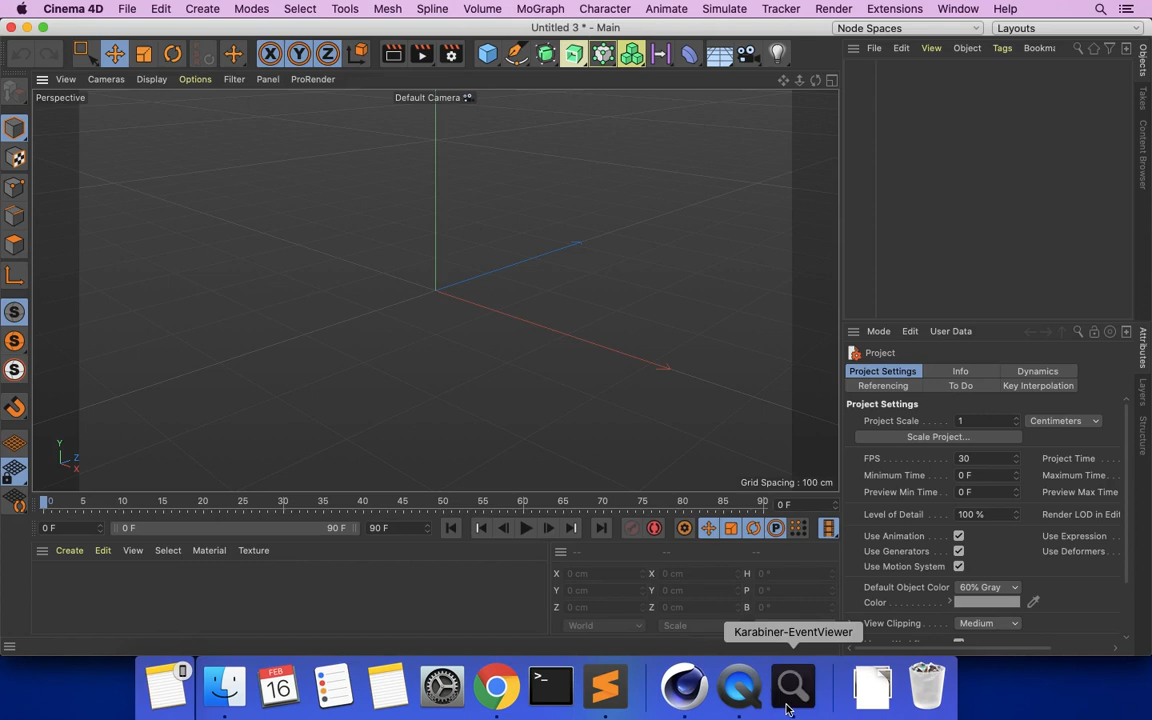 Cinema 4D File Edit Create Modes Select Tools Mesh Spline Volume MoGraph Character Animate Simulate Tracker Render Extensions Window Help
Untitled 3 * - Main
Node Spaces Layouts
File Edit View Object Tags Bookma
View Cameras Display Options Filter Panel ProRender
Perspective
Default Camera
Objects
Takes
Content Browser
X Y Z
S
S
S
P
Y
Z
X
Grid Spacing : 100 cm
Mode Edit User Data
Attributes
Layers
Structure
Project
Project Settings Info Dynamics
Referencing To Do Key Interpolation
Project Settings
Project Scale . . . . . 1 Centimeters
Scale Project...
FPS . . . . . . . . . . . . 30 Project Time
Minimum Time . . . 0 F Maximum Time .
Preview Min Time . . 0 F Preview Max Time
Level of Detail . . . . 100 % Render LOD in Edit
Use Animation . . . . Use Expression
Use Generators . . . Use Deformers .
Use Motion System
Default Object Color 60% Gray
Color . . . . . . . . . .
View Clipping . . . . . Medium
0 5 10 15 20 25 30 35 40 45 50 55 60 65 70 75 80 85 90 0 F
0 F 0 F 90 F 90 F
Create Edit View Select Material Texture
-- -- --
X 0 cm X 0 cm H 0 °
Y 0 cm Y 0 cm P 0 °
Z 0 cm Z 0 cm B 0 °
World Scale
Karabiner-EventViewer
FEB
16
>_